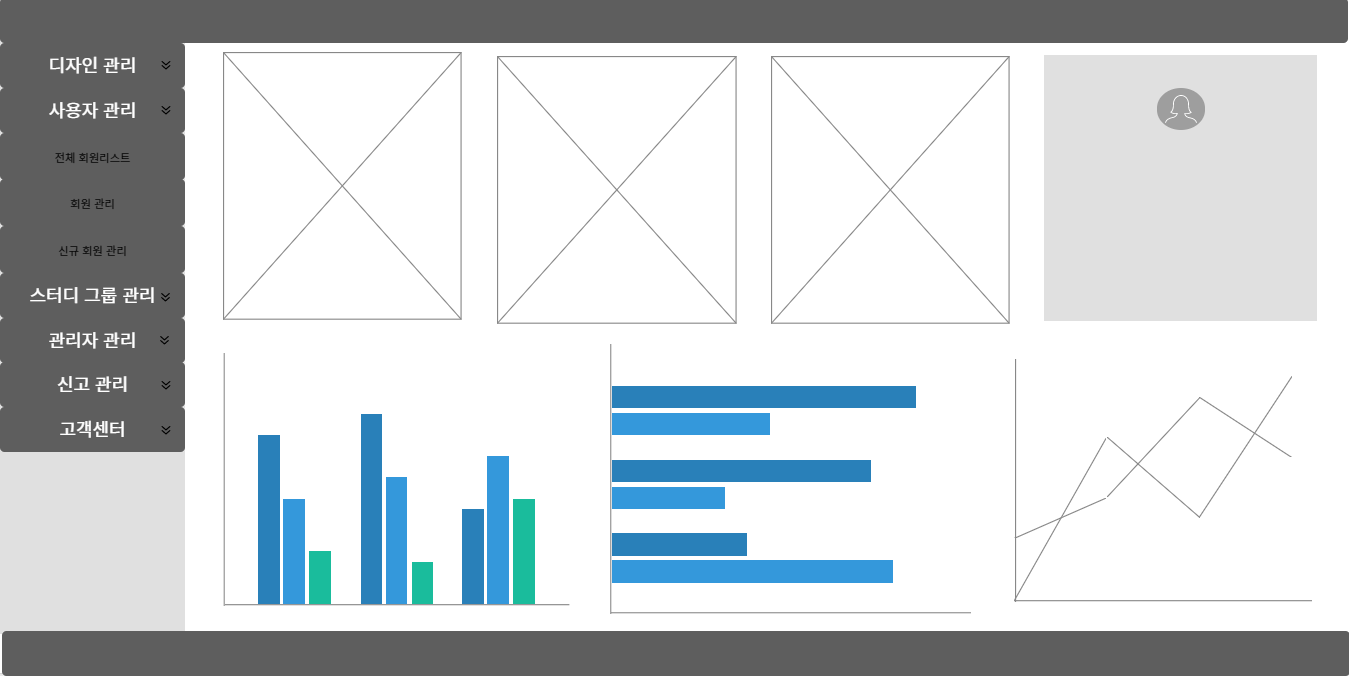 디자인 관리
사용자 관리
전체 회원리스트
회원 관리
신규 회원 관리
스터디 그룹 관리
관리자 관리
신고 관리
고객센터